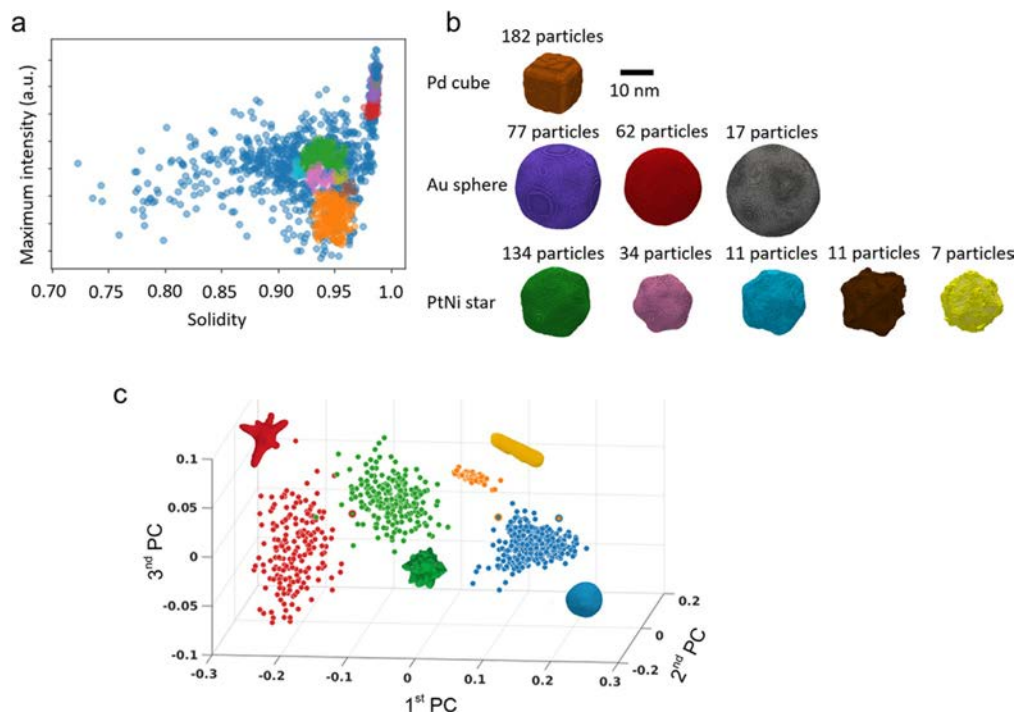 a
Maximum intensity (a.u.)
0.70 0.75 0.80 0.85 0.90 0.95 1.0
Solidity
b
182 particles
Pd cube
10 nm
77 particles 62 particles 17 particles
Au sphere
134 particles 34 particles 11 particles 11 particles 7 particles
PtNi star
c
0.1
0.05
0
-0.05
-0.1
3nd PC
-0.3 -0.2 -0.1 0 0.1 0.2 0.3
1st PC
0.2
0
-0.2
2nd PC